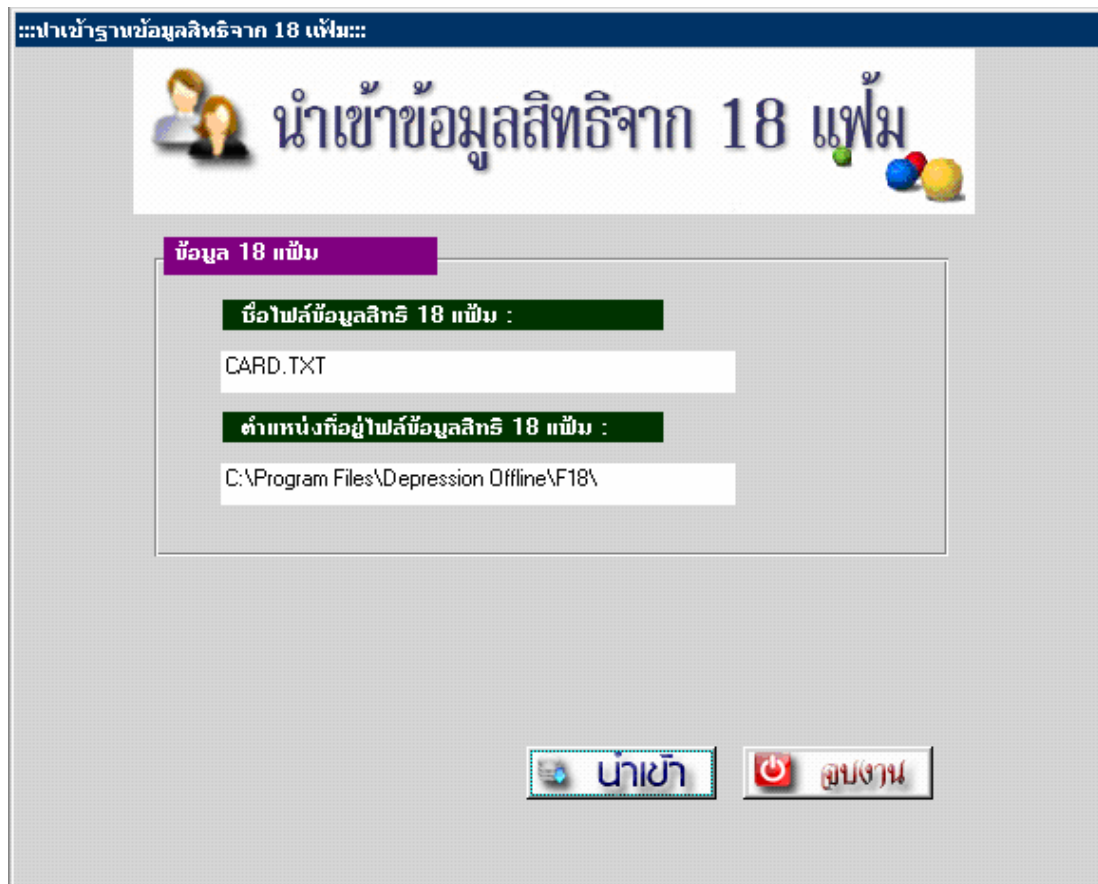 :::นำเข้าฐานข้อมูลสิทธิจาก 18 แฟ้ม:::
นำเข้าข้อมูลสิทธิจาก 18 แฟ้ม
ข้อมูล 18 แฟ้ม
ชื่อไฟล์ข้อมูลสิทธิ 18 แฟ้ม :
CARD.TXT
ตำแหน่งที่อยู่ไฟล์ข้อมูลสิทธิ 18 แฟ้ม :
C:\Program Files\Depression Offline\F18\
นำเข้า
จบงาน